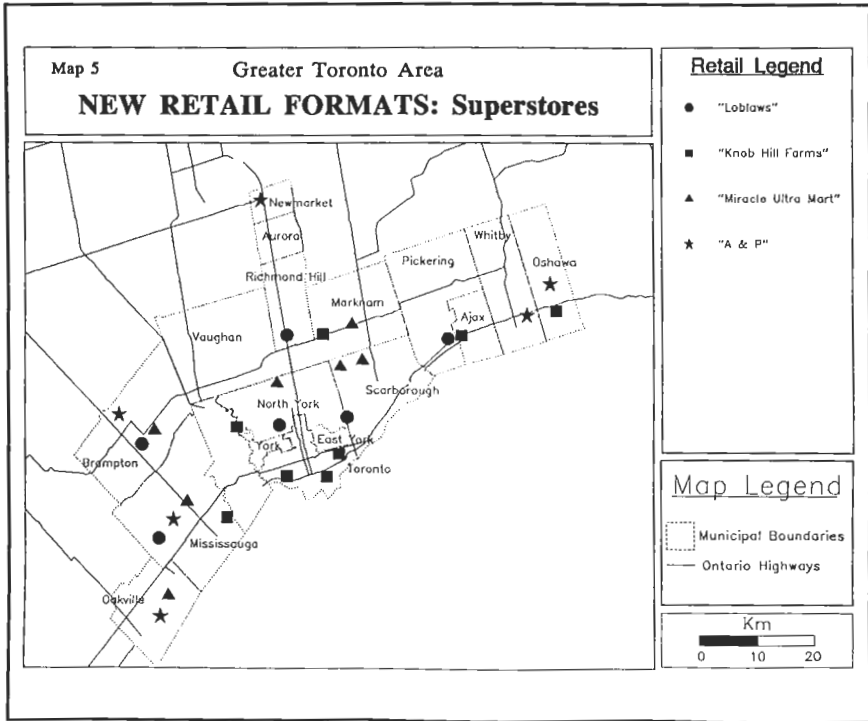 Map 5
Greater Toronto Area
NEW RETAIL FORMATS: Superstores
Retail Legend
"Loblaws"
"Knob Hill Farms"
"Miracle Ultra Mart"
"A & P"
Newmarket
Aurora
Richmond Hill
Markham
Vaughan
Pickering
Whitby
Oshawa
Ajax
Scarborough
North York
York
East York
Toronto
Brampton
Mississauga
Oakville
Map Legend
Municipal Boundaries
Ontario Highways
Km
0 10 20